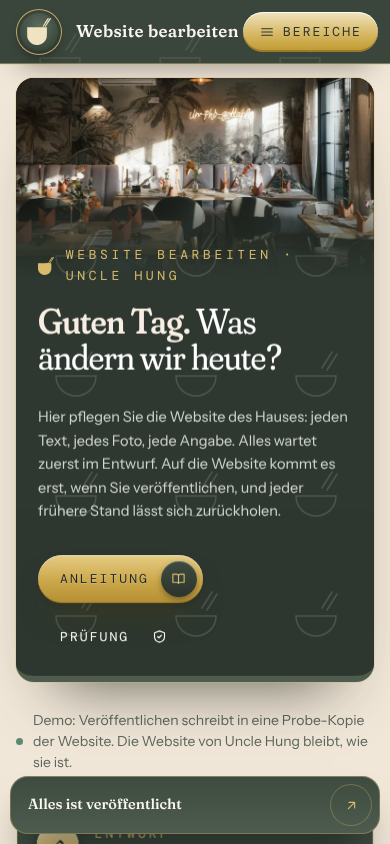 Website bearbeiten
BEREICHE
WEBSITE BEARBEITEN ·
UNCLE HUNG
Guten Tag. Was
ändern wir heute?
Hier pflegen Sie die Website des Hauses: jeden
Text, jedes Foto, jede Angabe. Alles wartet
zuerst im Entwurf. Auf die Website kommt es
erst, wenn Sie veröffentlichen, und jeder
frühere Stand lässt sich zurückholen.
ANLEITUNG
PRÜFUNG
Demo: Veröffentlichen schreibt in eine Probe-Kopie
der Website. Die Website von Uncle Hung bleibt, wie
sie ist.
Alles ist veröffentlicht
ENTWURF